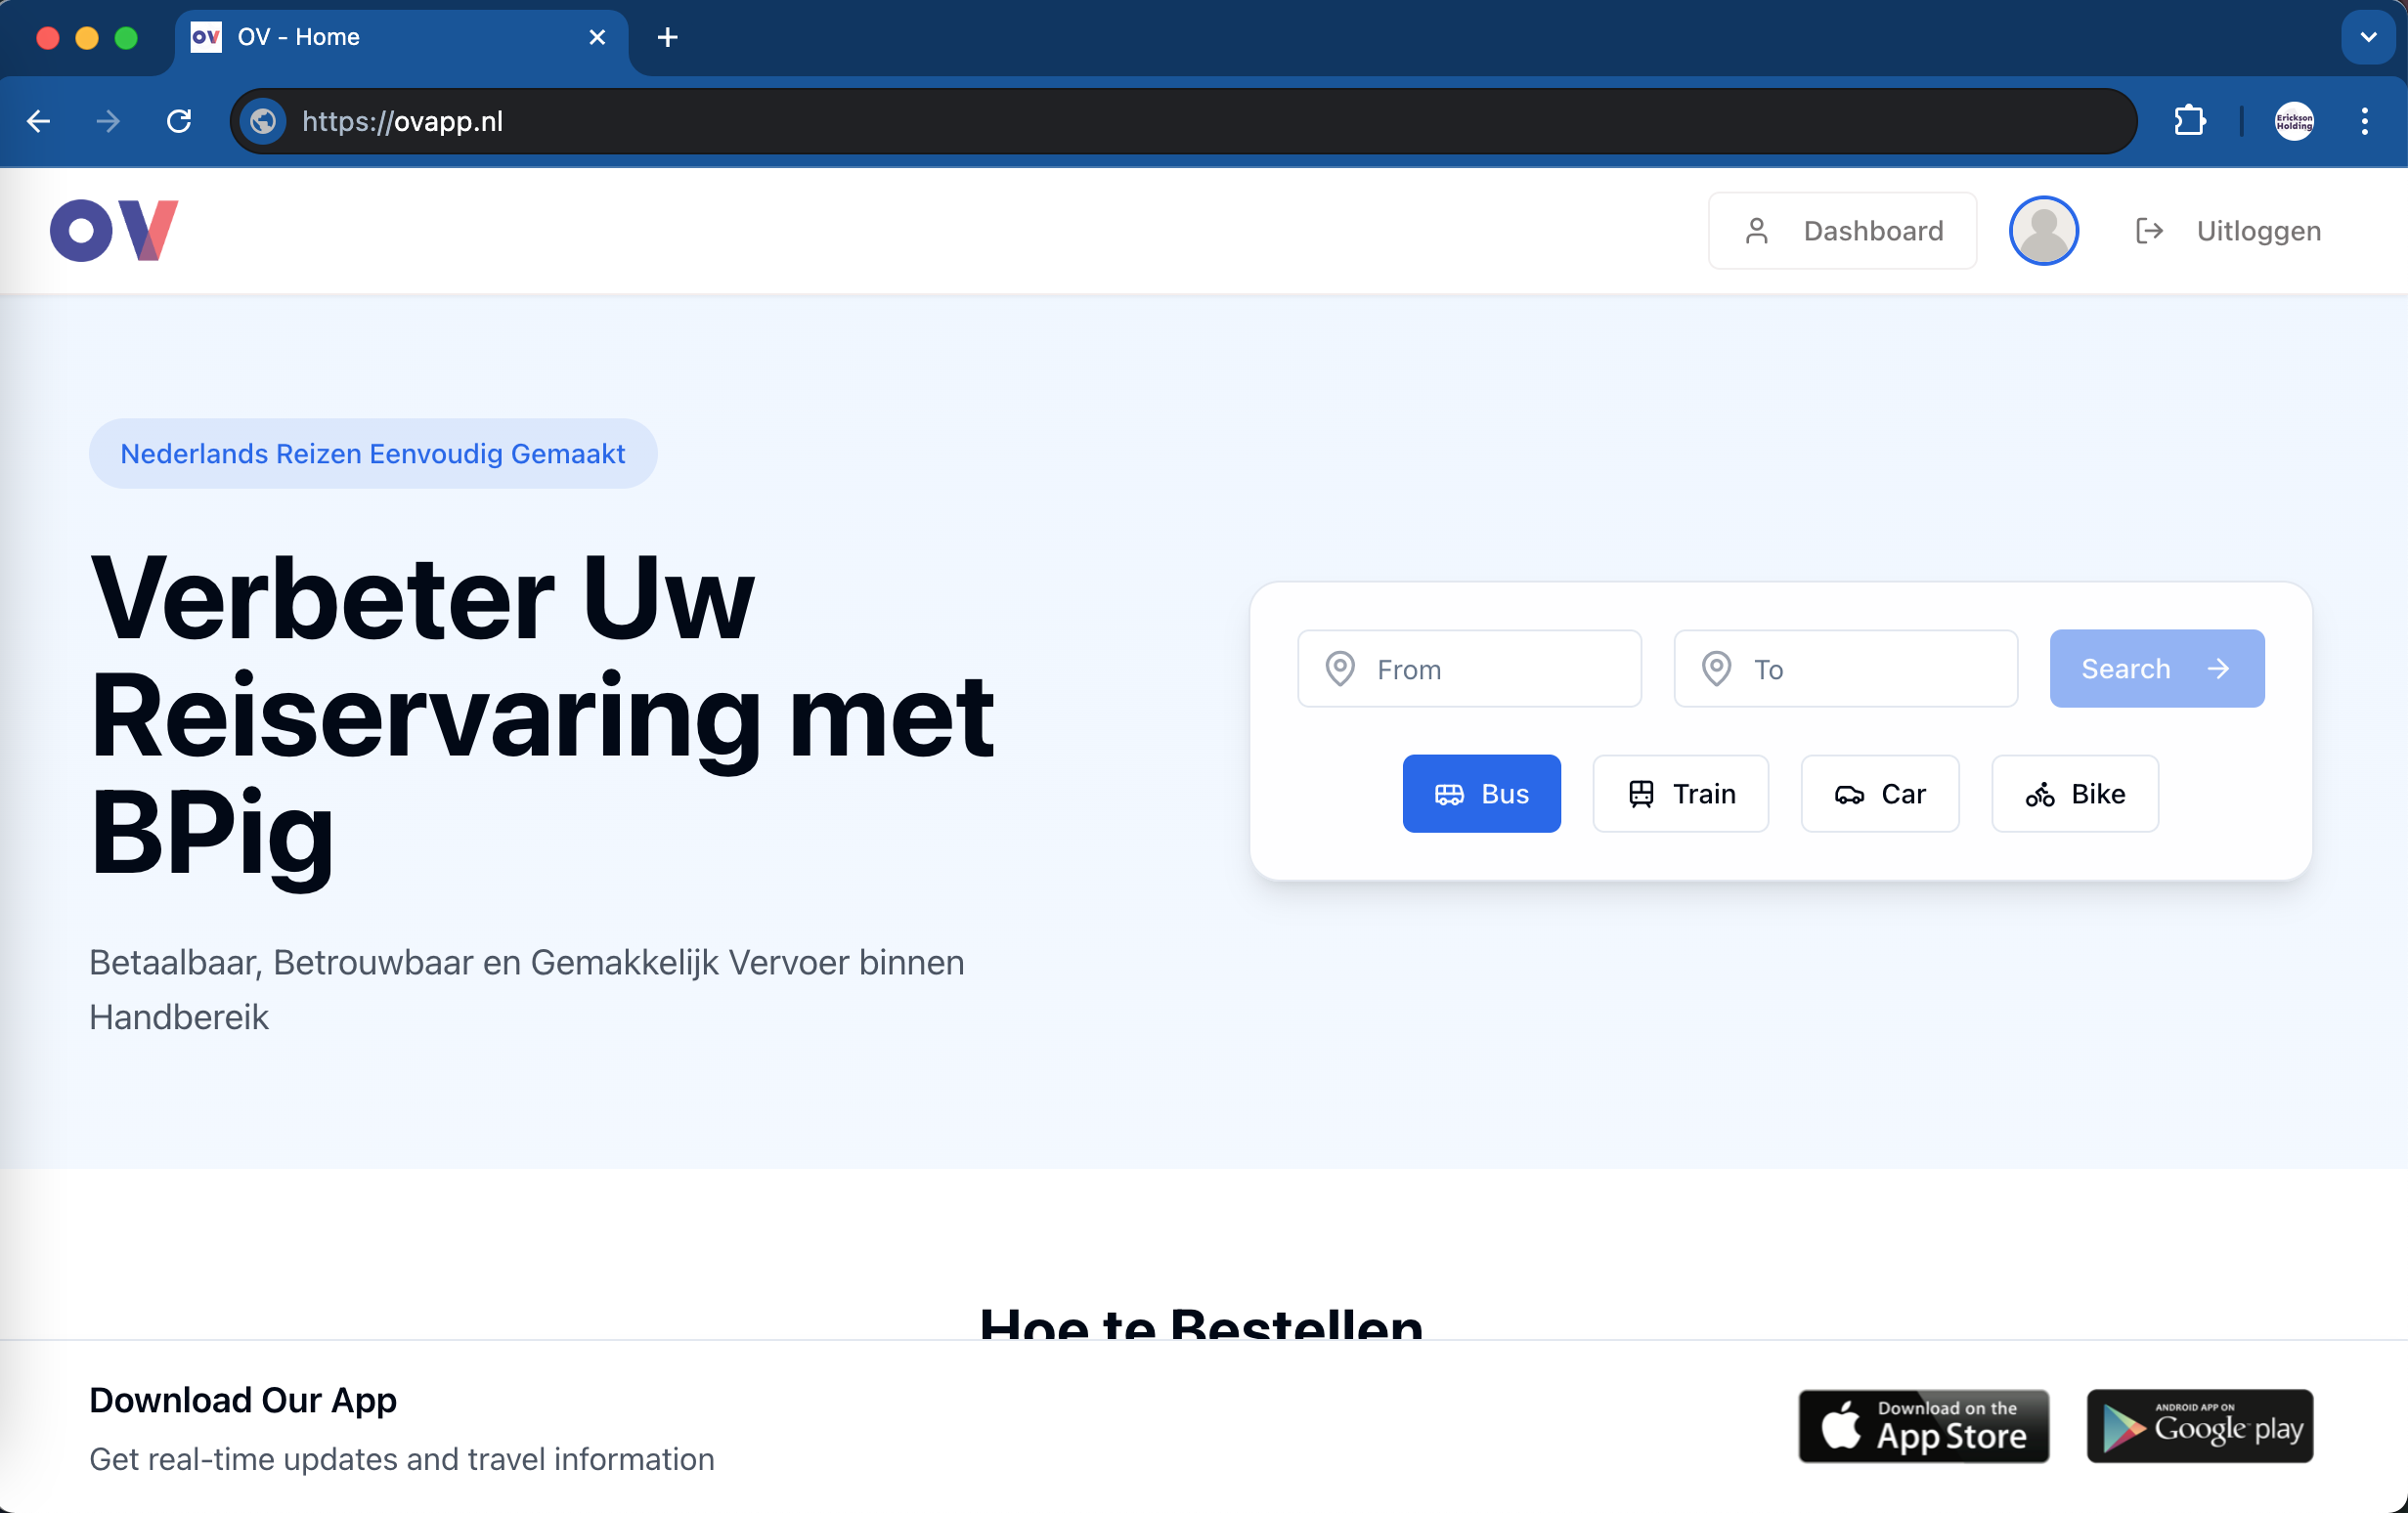 OV OV - Home
https://ovapp.nl
Erickson
Holding
OV
Dashboard
Uitloggen
Nederlands Reizen Eenvoudig Gemaakt
Verbeter Uw
Reiservaring met
BPig
Betaalbaar, Betrouwbaar en Gemakkelijk Vervoer binnen
Handbereik
From
To
Search
Bus
Train
Car
Bike
Hoe te Bestellen
Download Our App
Get real-time updates and travel information
Download on the
App Store
ANDROID APP ON
Google play